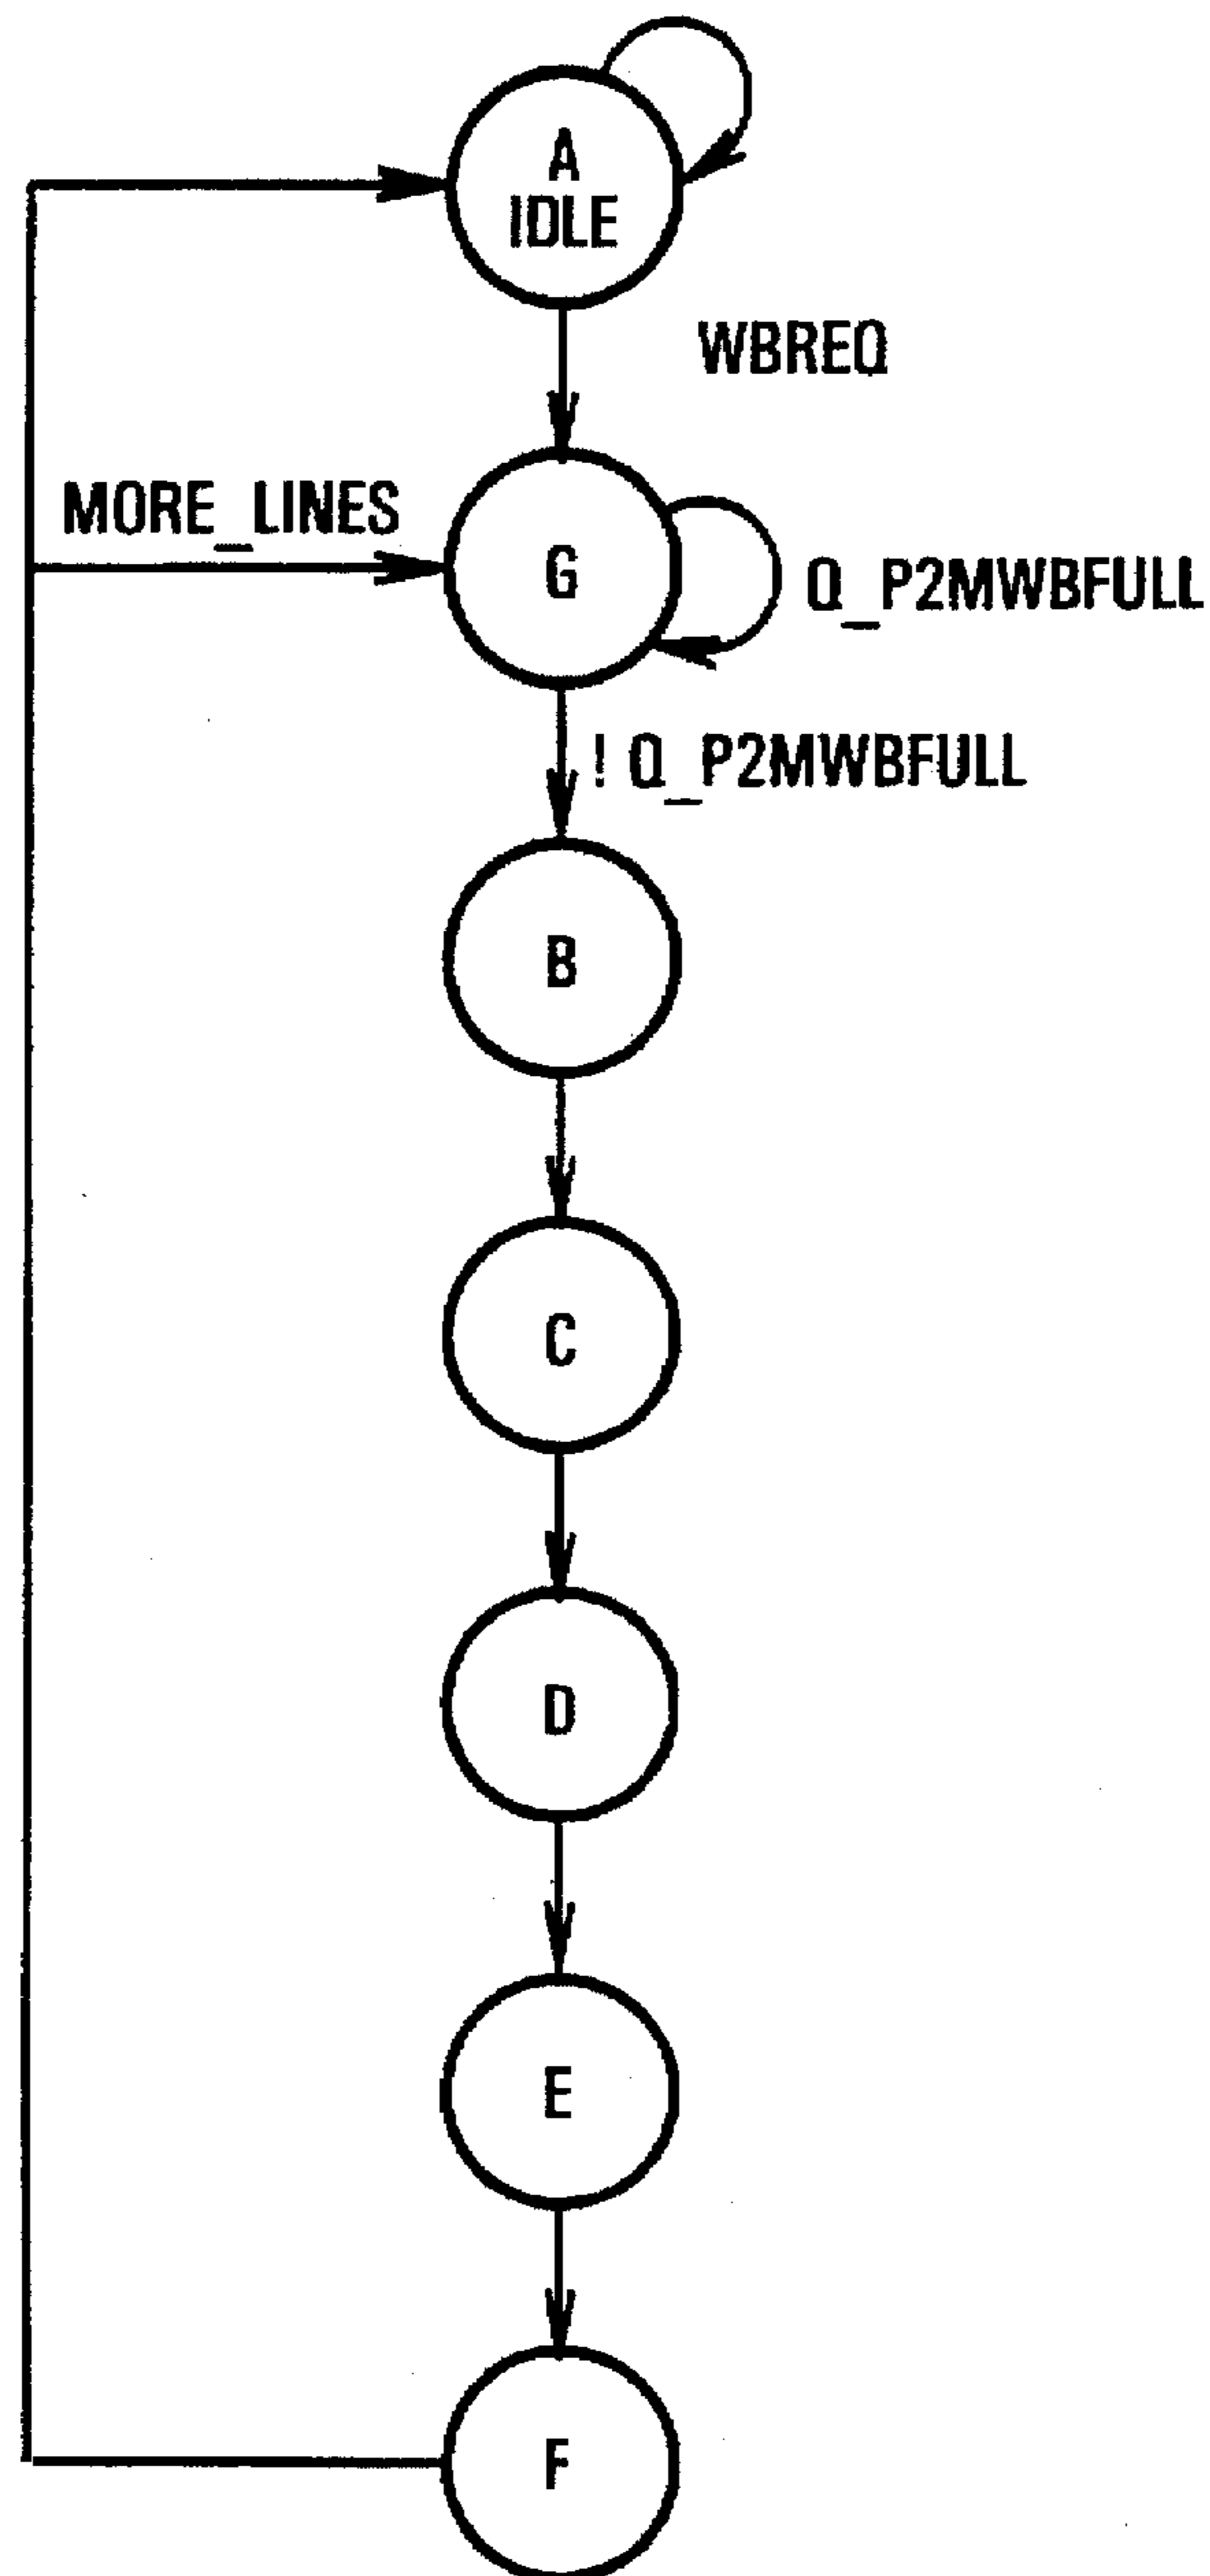 A
IDLE
WBREQ
MORE_LINES
G
Q_P2MWBFULL
! Q_P2MWBFULL
B
C
D
E
F